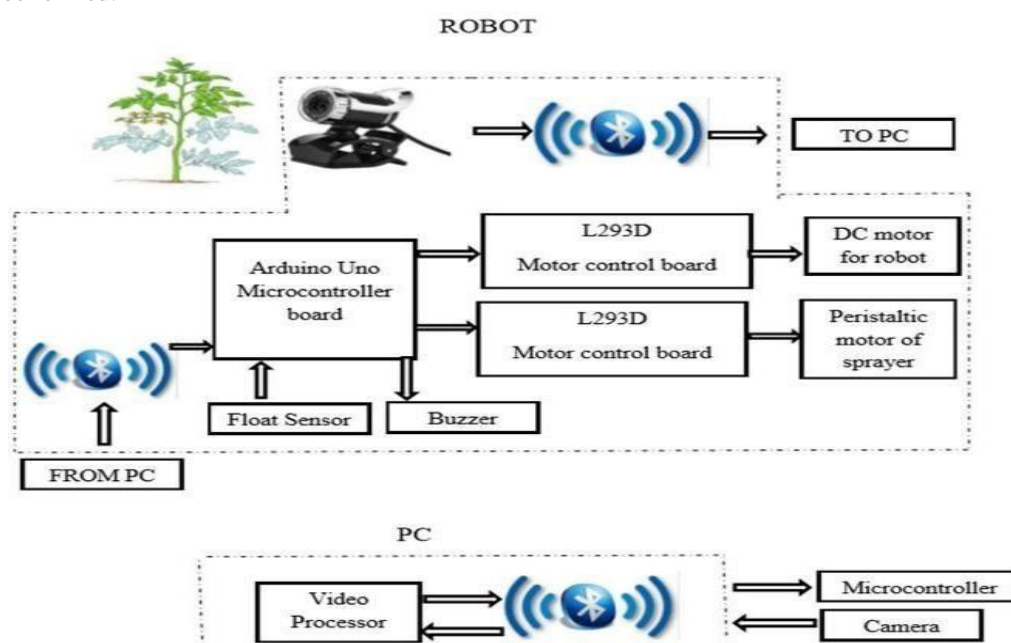 ROBOT
TO PC
L293D
Motor control board
DC motor
for robot
Arduino Uno
Microcontroller
board
L293D
Motor control board
Peristaltic
motor of
sprayer
Float Sensor
Buzzer
FROM PC
PC
Video
Processor
Microcontroller
Camera